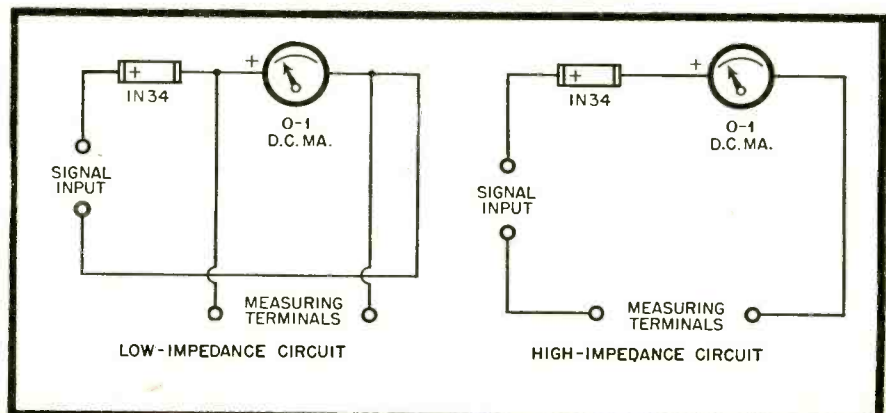 +
+
1N34
0-1
D.C. MA.
SIGNAL
INPUT
MEASURING
TERMINALS
LOW-IMPEDANCE CIRCUIT
+
+
1N34
0-1
D.C. MA.
SIGNAL
INPUT
MEASURING
TERMINALS
HIGH-IMPEDANCE CIRCUIT